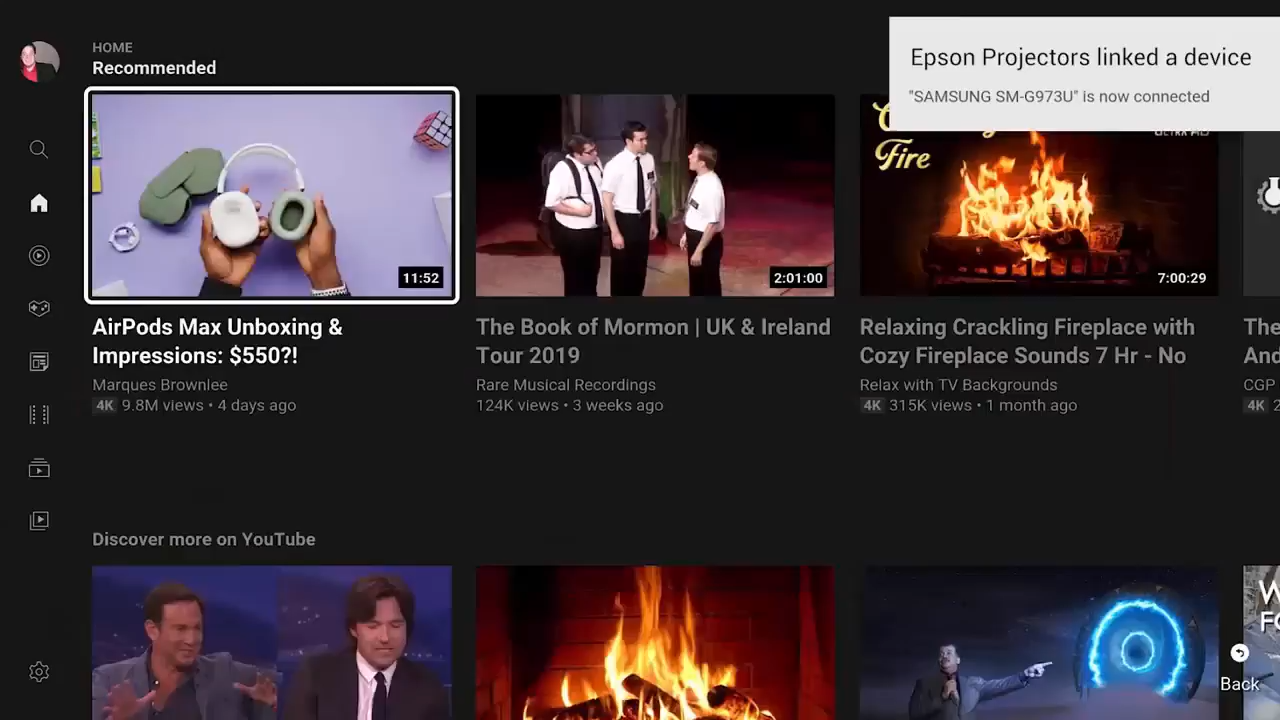 HOME
Recommended
Epson Projectors linked a device
"SAMSUNG SM-G973U" is now connected
Fire
11:52
2:01:00
7:00:29
AirPods Max Unboxing &
Impressions: $550?!
Marques Brownlee
4K 9.8M views • 4 days ago
The Book of Mormon | UK & Ireland
Tour 2019
Rare Musical Recordings
124K views • 3 weeks ago
Relaxing Crackling Fireplace with
Cozy Fireplace Sounds 7 Hr - No
Relax with TV Backgrounds
4K 315K views • 1 month ago
The
And
CGP
4K 2
Discover more on YouTube
W
FO
Back